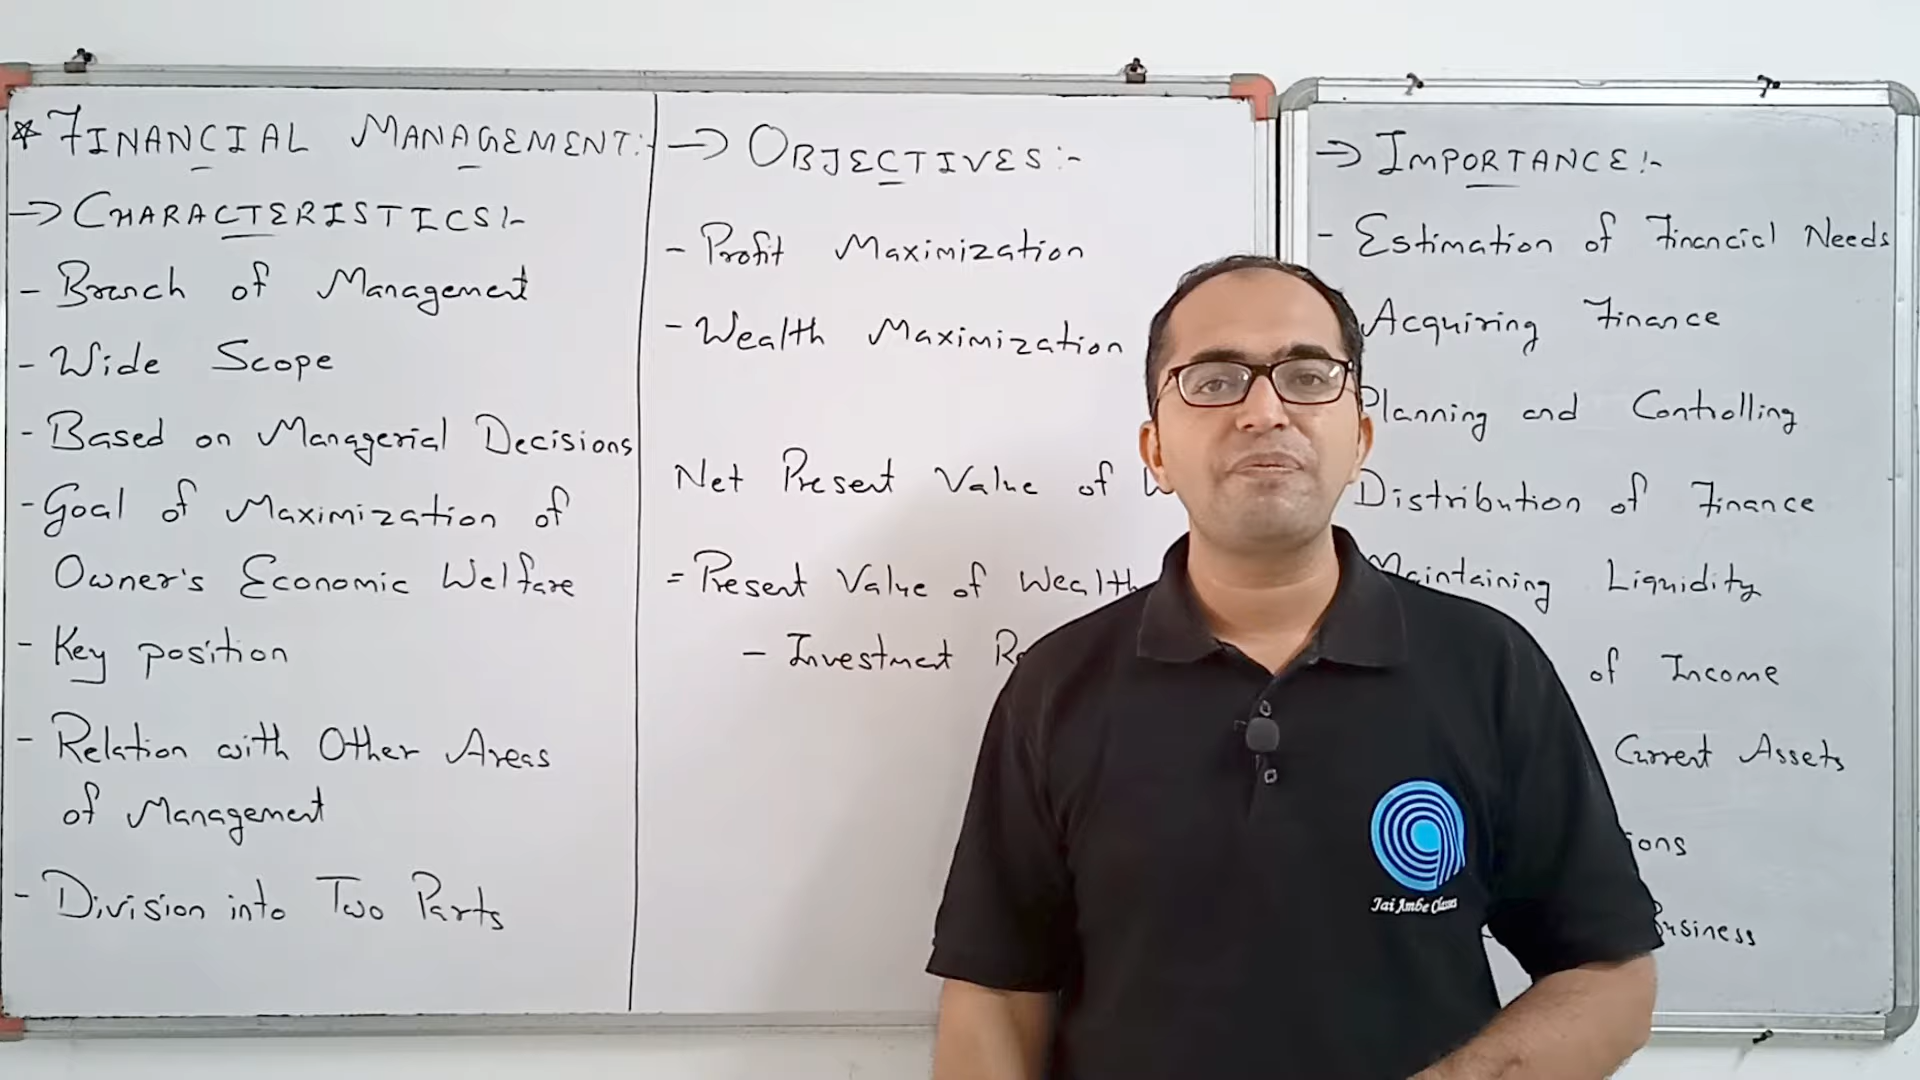 * FINANCIAL MANAGEMENT:-
→ CHARACTERISTICS:-
- Branch of Management
- Wide Scope
- Based on Managerial Decisions
- Goal of Maximization of
Owner's Economic Welfare
- Key position
- Relation with Other Areas
of Management
- Division into Two Parts
→ OBJECTIVES:-
- Profit Maximization
- Wealth Maximization
Net Present Value of
= Present Value of Wealth
- Investment
→ IMPORTANCE:-
- Estimation of Financial Needs
Acquiring Finance
Planning and Controlling
Distribution of Finance
Maintaining Liquidity
of Income
Current Assets
Business
Jai Ambe Classes